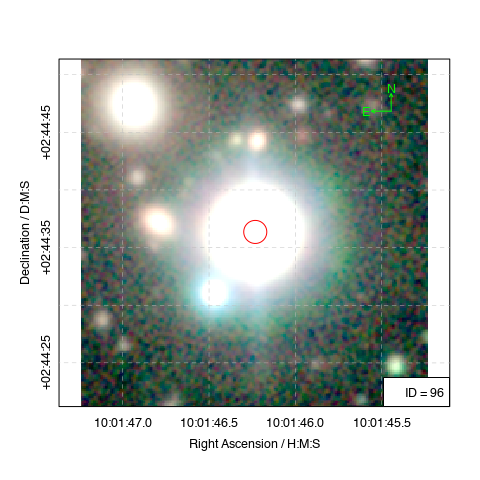 N
E
+02:44:45
+02:44:35
+02:44:25
Declination / D:M:S
ID = 96
10:01:47.0 10:01:46.5 10:01:46.0 10:01:45.5
Right Ascension / H:M:S